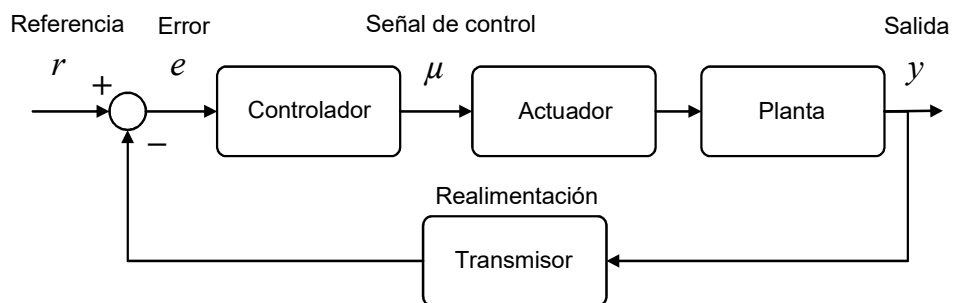 Referencia
Error
Señal de control
Salida
r
e
μ
y
+
Controlador
Actuador
Planta
−
Realimentación
Transmisor